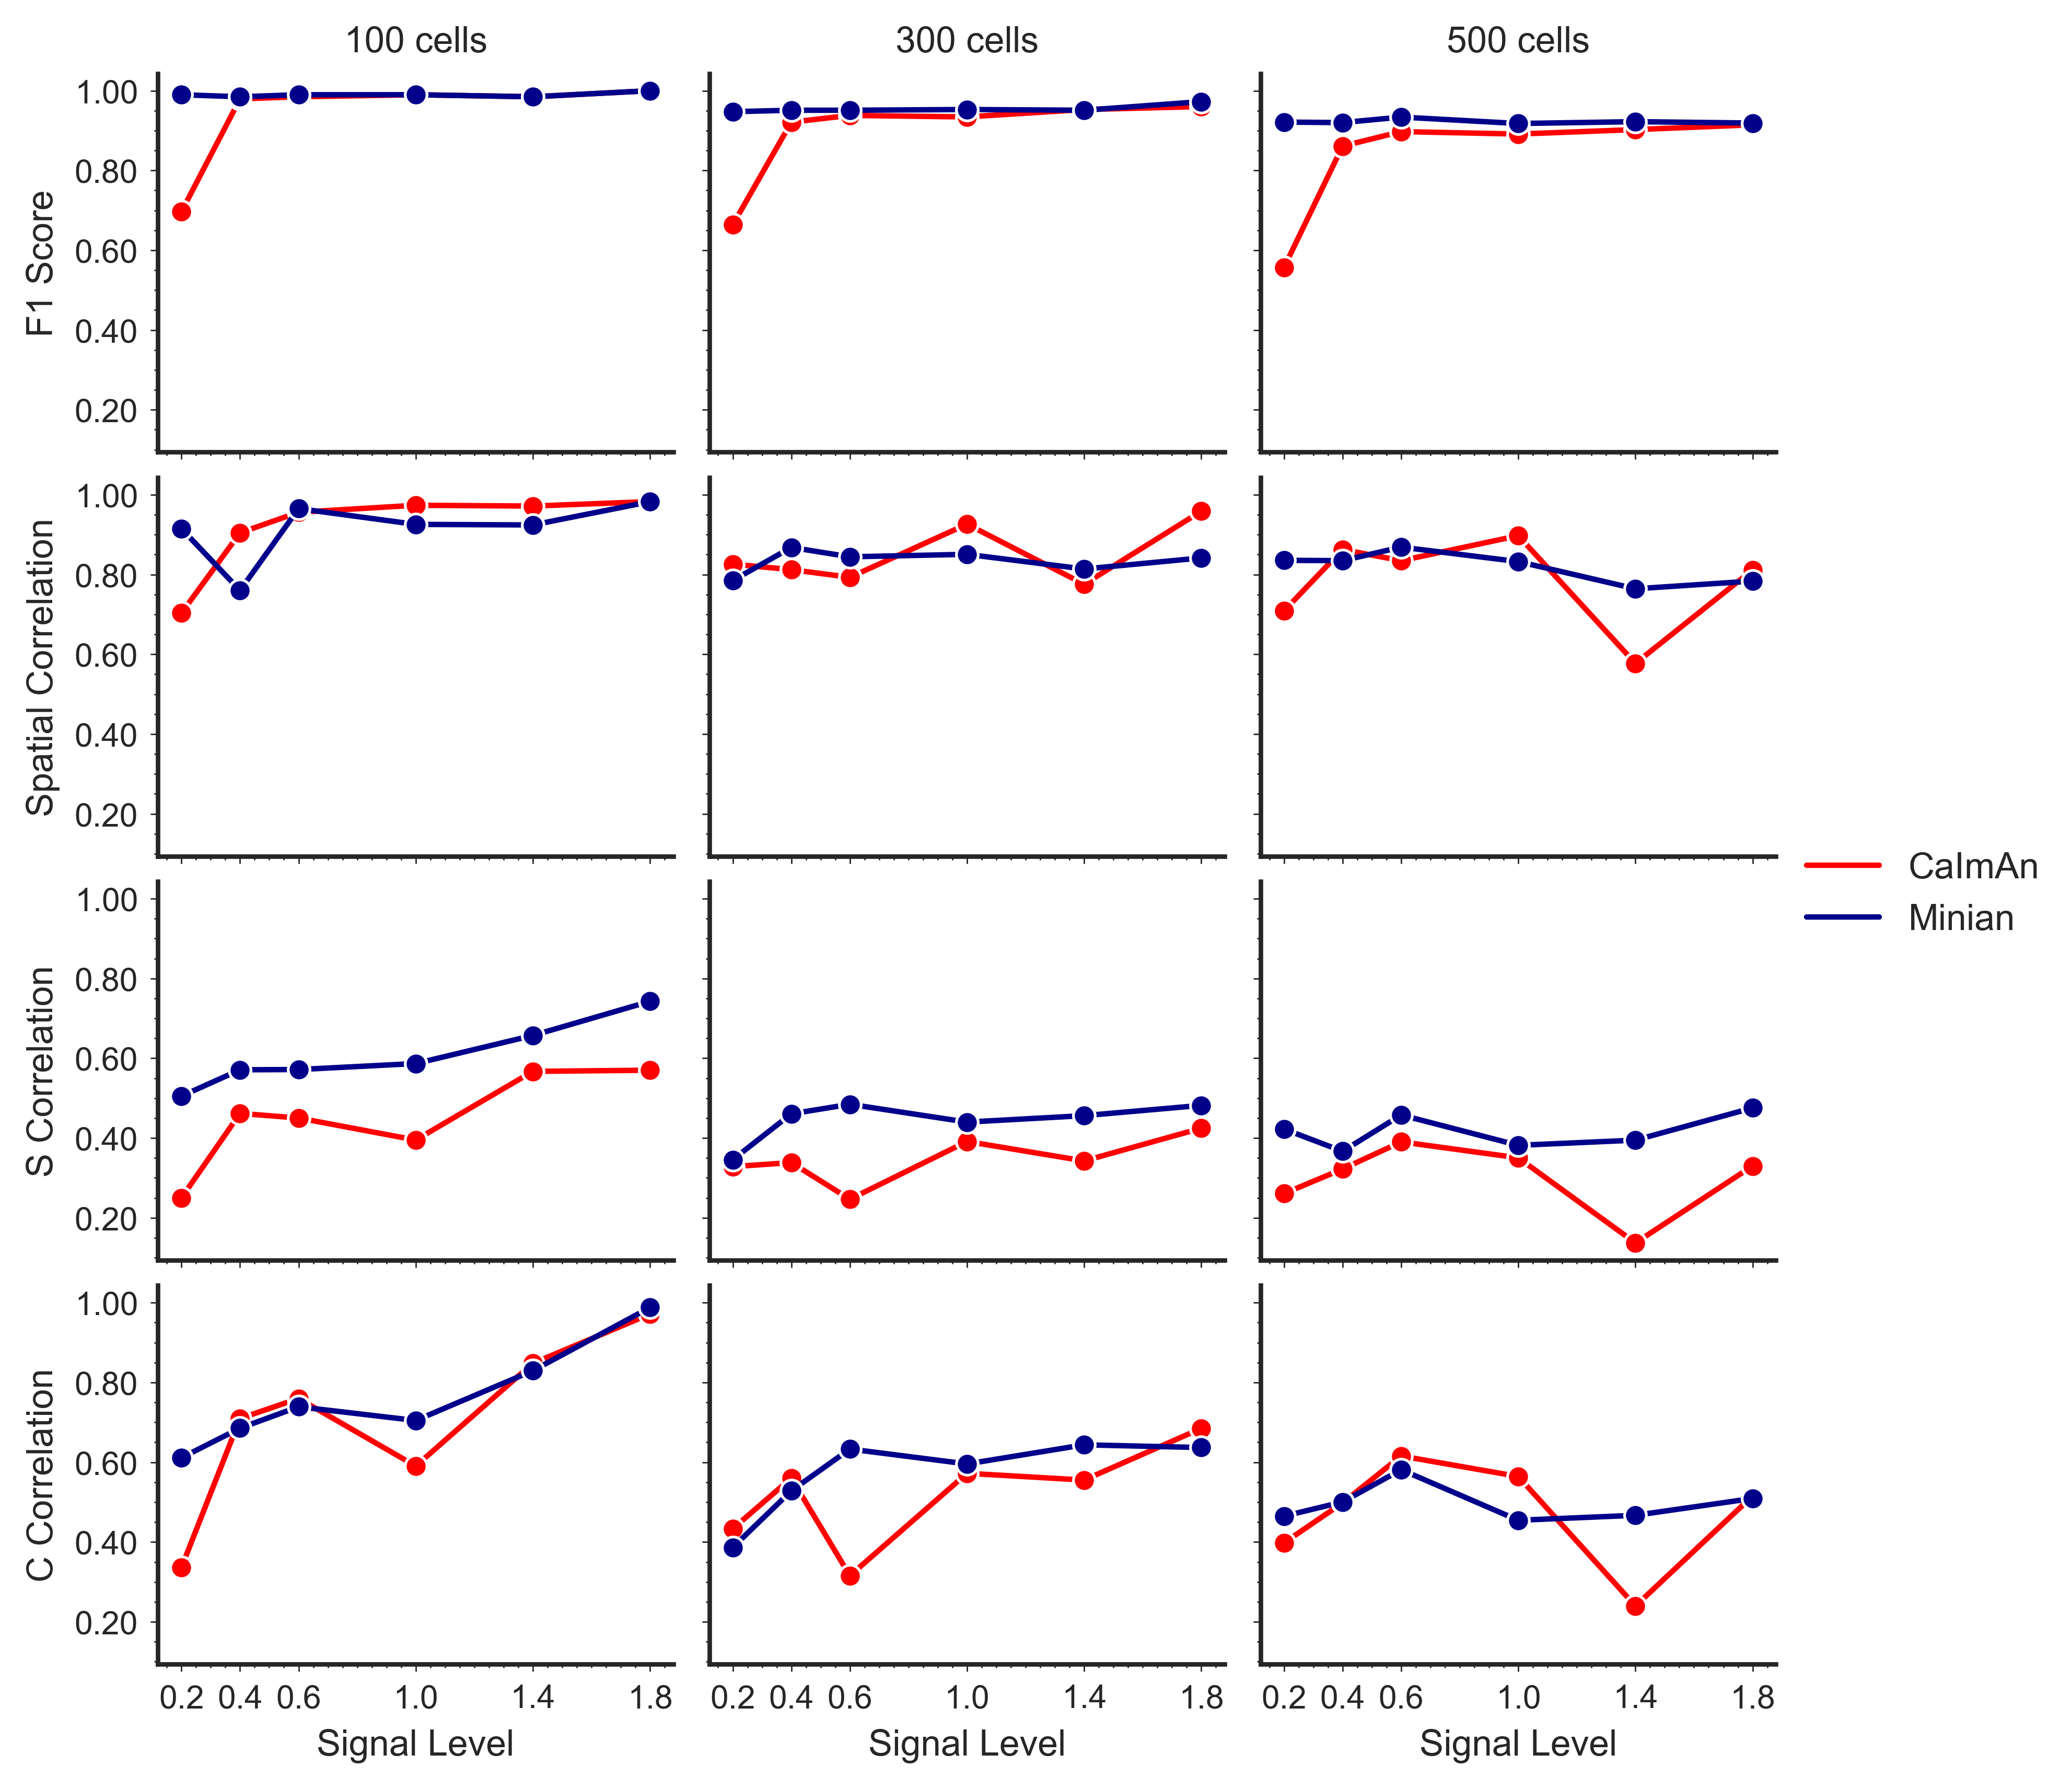 100 cells
300 cells
500 cells
F1 Score
1.00
0.80
0.60
0.40
0.20
Spatial Correlation
1.00
0.80
0.60
0.40
0.20
CaImAn
Minian
S Correlation
1.00
0.80
0.60
0.40
0.20
C Correlation
1.00
0.80
0.60
0.40
0.20
0.2 0.4 0.6 1.0 1.4 1.8
0.2 0.4 0.6 1.0 1.4 1.8
0.2 0.4 0.6 1.0 1.4 1.8
Signal Level
Signal Level
Signal Level